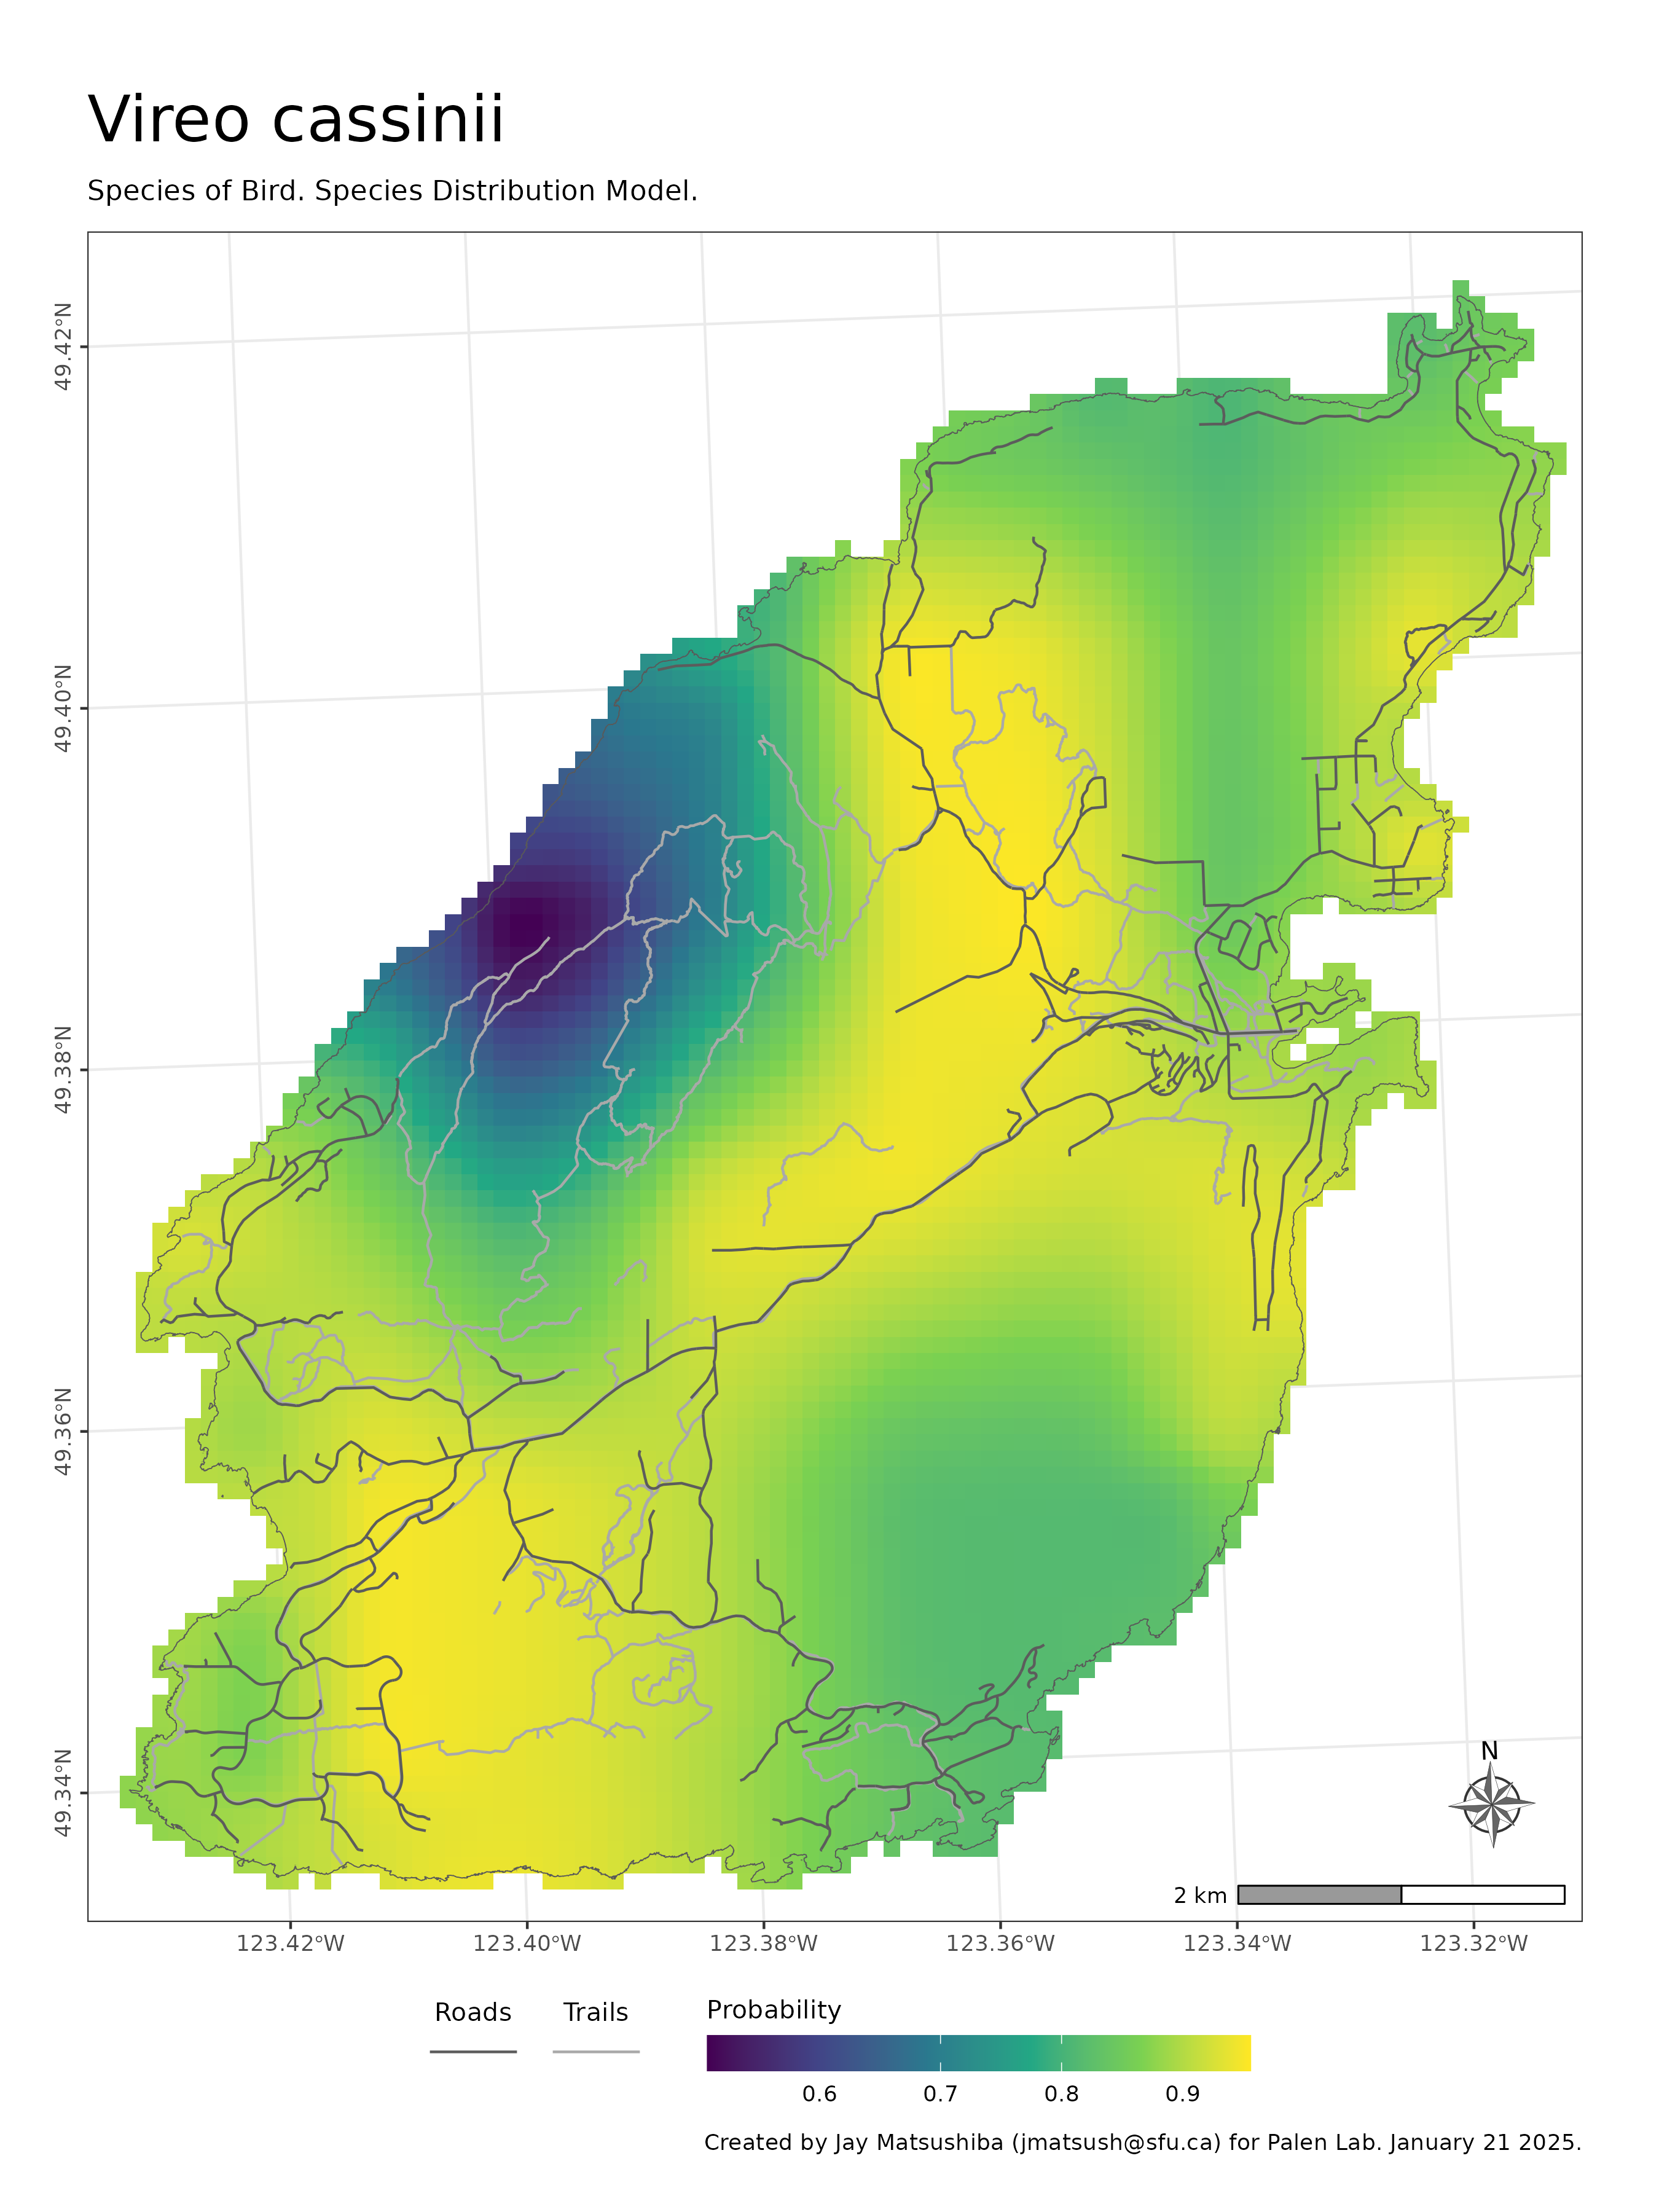 Vireo cassinii
Species of Bird. Species Distribution Model.
49.42°N
49.40°N
49.38°N
49.36°N
49.34°N
N
2 km
123.42°W 123.40°W 123.38°W 123.36°W 123.34°W 123.32°W
Roads Trails Probability
0.6 0.7 0.8 0.9
Created by Jay Matsushiba (jmatsush@sfu.ca) for Palen Lab. January 21 2025.